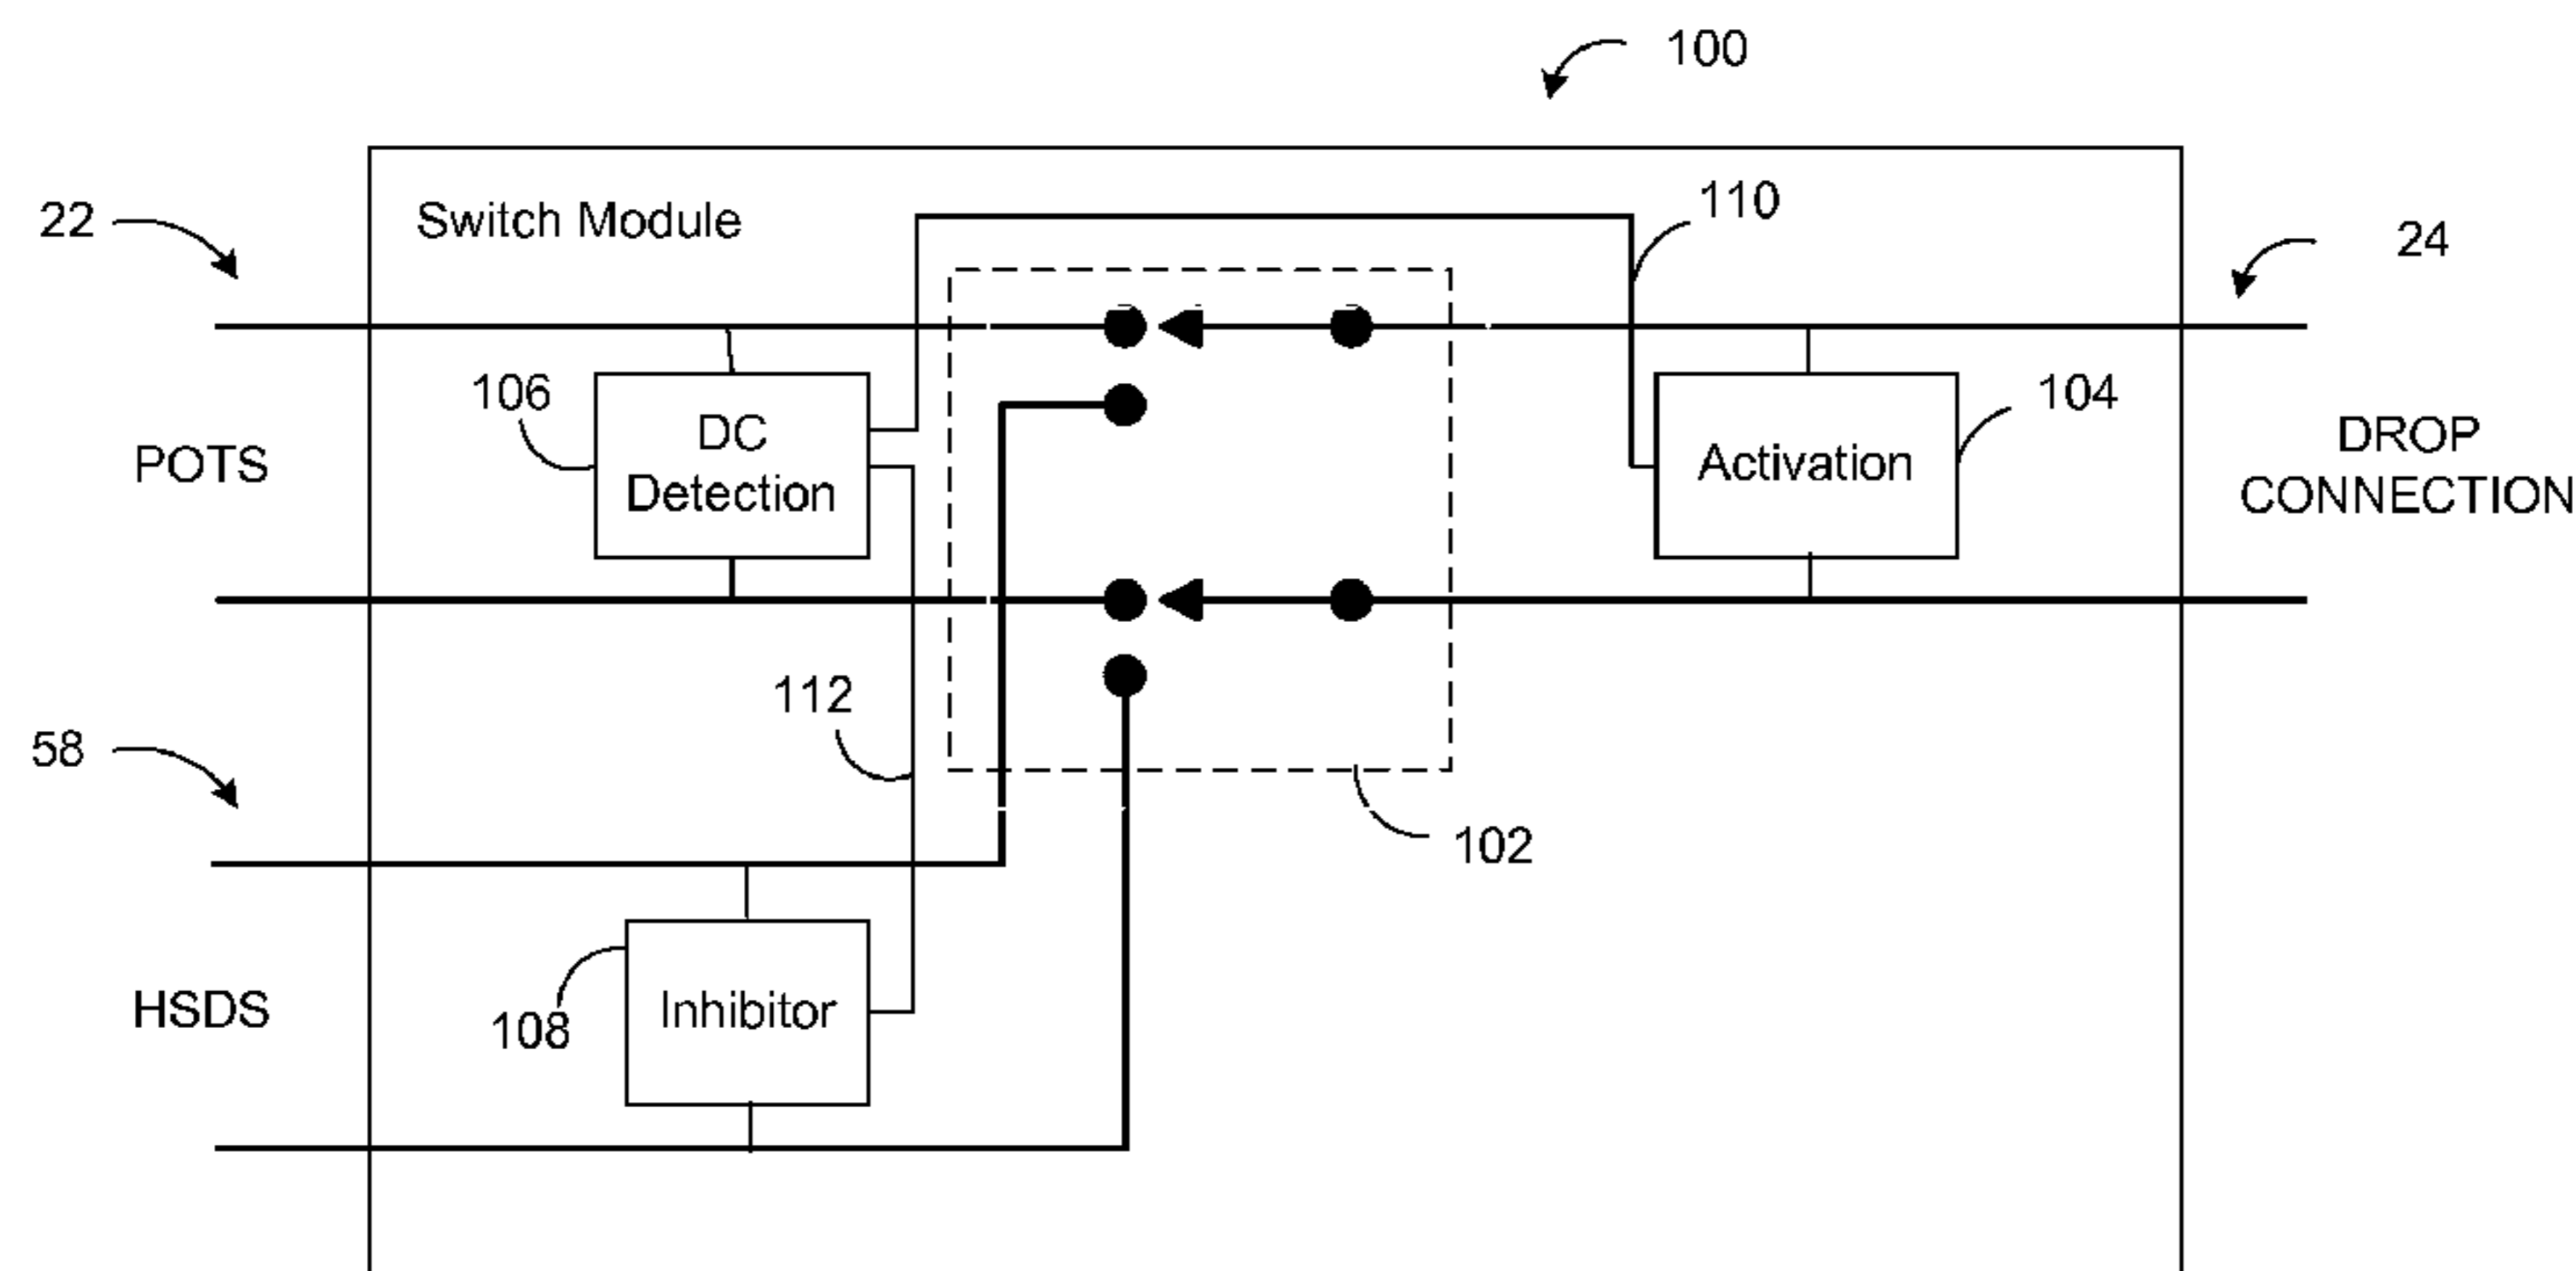 100
Switch Module
110
22
24
106
DC
Detection
104
Activation
POTS
DROP
CONNECTION
112
58
102
HSDS
108
Inhibitor